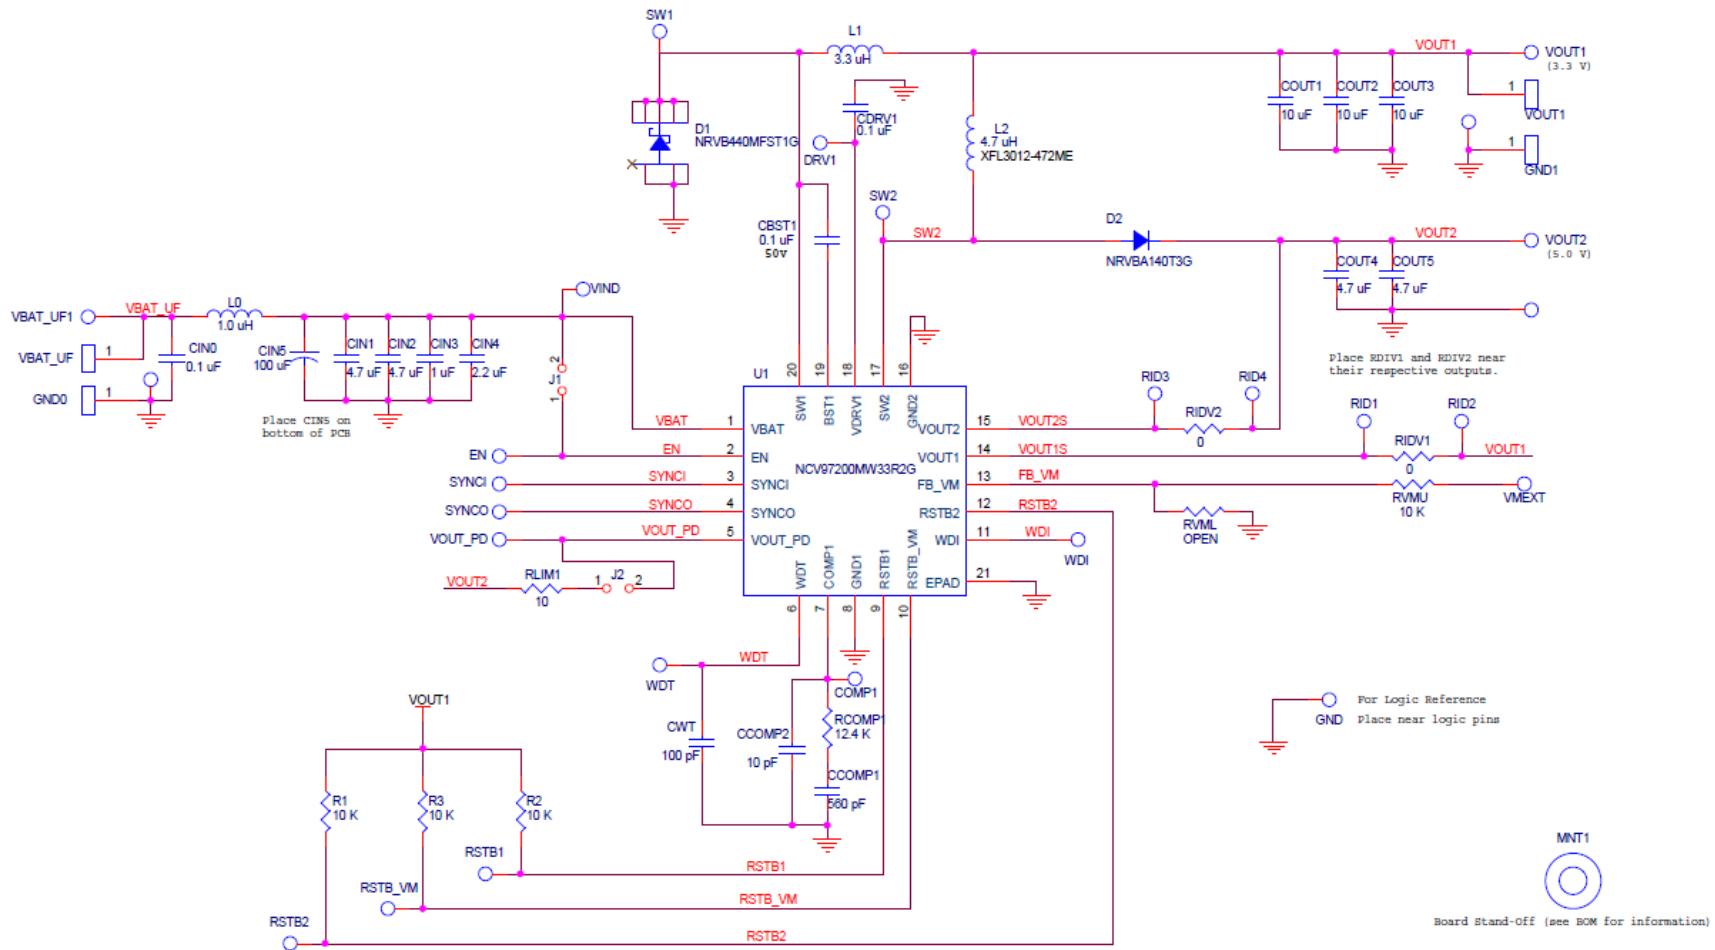 SW1
L1
3.3 uH
VOUT1
VOUT1
(3.3 V)
COUT1
10 uF
COUT2
10 uF
COUT3
10 uF
1
VOUT1
1
GND1
CDRV1
0.1 uF
DRV1
D1
NRVB440MFST1G
L2
4.7 uH
XFL3012-472ME
SW2
SW2
D2
NRVBA140T3G
VOUT2
VOUT2
(5.0 V)
COUT4
4.7 uF
COUT5
4.7 uF
CBST1
0.1 uF
50V
VIND
VBAT_UF1
VBAT_UF
L0
1.0 uH
VBAT_UF
1
GND0
1
CIN0
0.1 uF
CIN5
100 uF
CIN1
4.7 uF
CIN2
4.7 uF
CIN3
1 uF
CIN4
2.2 uF
Place CIN5 on
bottom of PCB
J1
2
1
Place RDIV1 and RDIV2 near
their respective outputs.
U1
NCV97200MW33R2G
20
19
18
17
16
SW1
BST1
VDRV1
SW2
GND2
VBAT
1
VBAT
EN
EN
2
EN
SYNCI
SYNCI
3
SYNCI
SYNCO
SYNCO
4
SYNCO
VOUT_PD
VOUT_PD
5
VOUT_PD
VOUT2
RLIM1
10
1
J2
2
VOUT2
15
VOUT2S
VOUT1
14
VOUT1S
FB_VM
13
FB_VM
RSTB2
12
RSTB2
WDI
11
WDI
WDI
EPAD
21
RID3
RIDV2
0
RID4
RID1
RIDV1
0
RID2
VOUT1
RVMU
10 K
VMEXT
RVML
OPEN
WDT
COMP1
GND1
RSTB1
RSTB_VM
6
7
8
9
10
WDT
WDT
COMP1
CWT
100 pF
CCOMP2
10 pF
RCOMP1
12.4 K
CCOMP1
560 pF
VOUT1
R1
10 K
R3
10 K
R2
10 K
RSTB1
RSTB1
RSTB_VM
RSTB_VM
RSTB2
RSTB2
GND
For Logic Reference
Place near logic pins
MNT1
Board Stand-Off (see BOM for information)